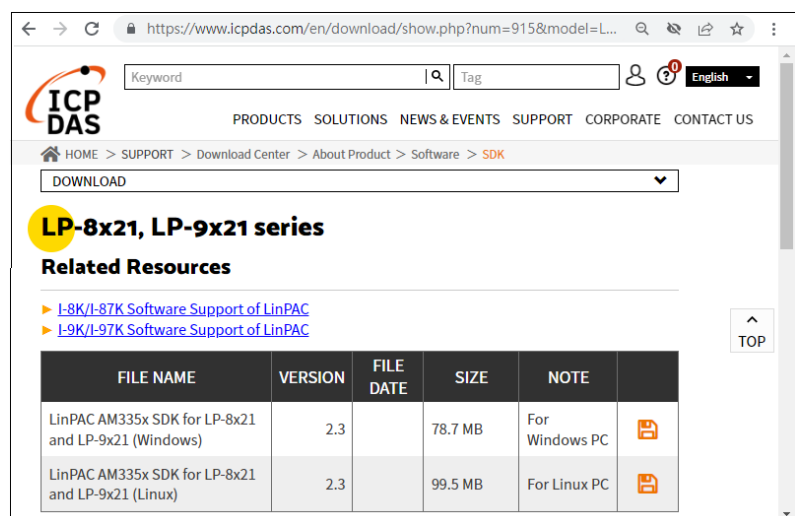 https://www.icpdas.com/en/download/show.php?num=915&model=L...
ICP
DAS
Keyword
Tag
0
English
PRODUCTS SOLUTIONS NEWS & EVENTS SUPPORT CORPORATE CONTACT US
HOME > SUPPORT > Download Center > About Product > Software > SDK
DOWNLOAD
LP-8x21, LP-9x21 series
Related Resources
I-8K/I-87K Software Support of LinPAC
I-9K/I-97K Software Support of LinPAC
TOP
FILE NAME VERSION FILE DATE SIZE NOTE
LinPAC AM335x SDK for LP-8x21
and LP-9x21 (Windows)
2.3
78.7 MB
For
Windows PC
LinPAC AM335x SDK for LP-8x21
and LP-9x21 (Linux)
2.3
99.5 MB
For Linux PC